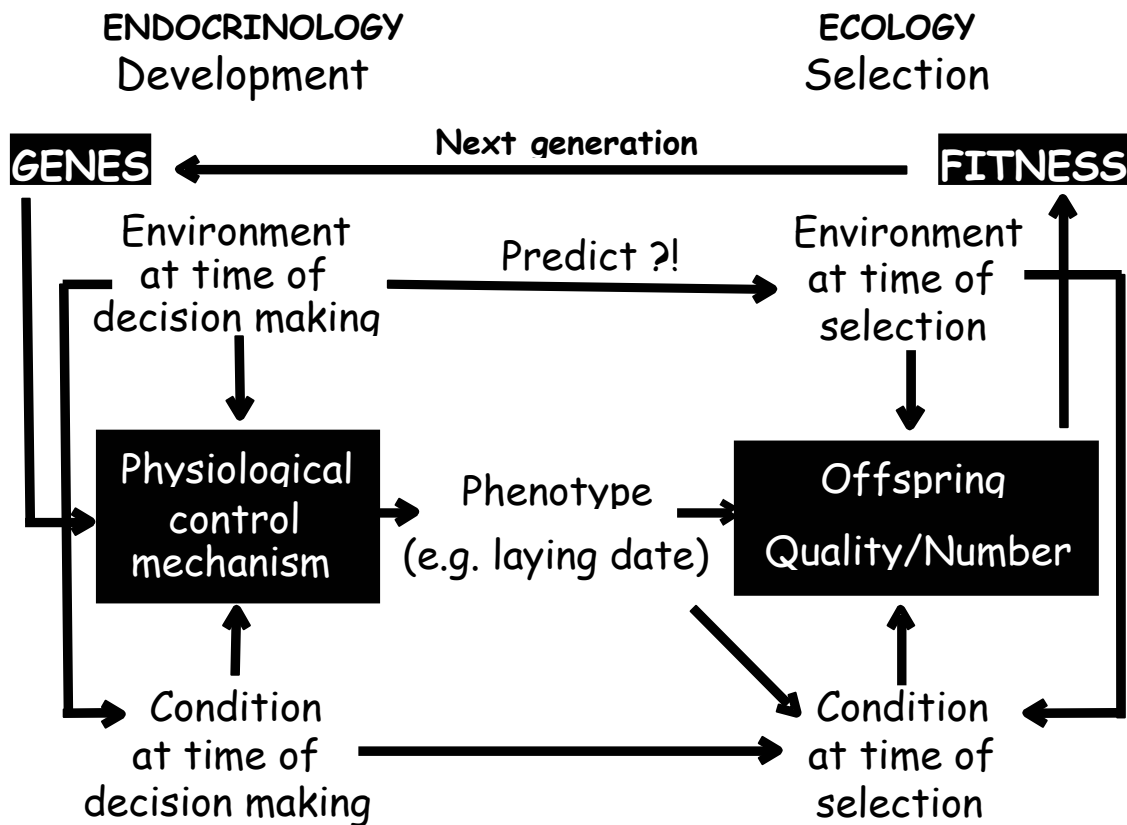 ENDOCRINOLOGY
Development
ECOLOGY
Selection
GENES
Next generation
FITNESS
Environment
at time of
decision making
Predict ?!
Environment
at time of
selection
Physiological
control
mechanism
Phenotype
(e.g. laying date)
Offspring
Quality/Number
Condition
at time of
decision making
Condition
at time of
selection